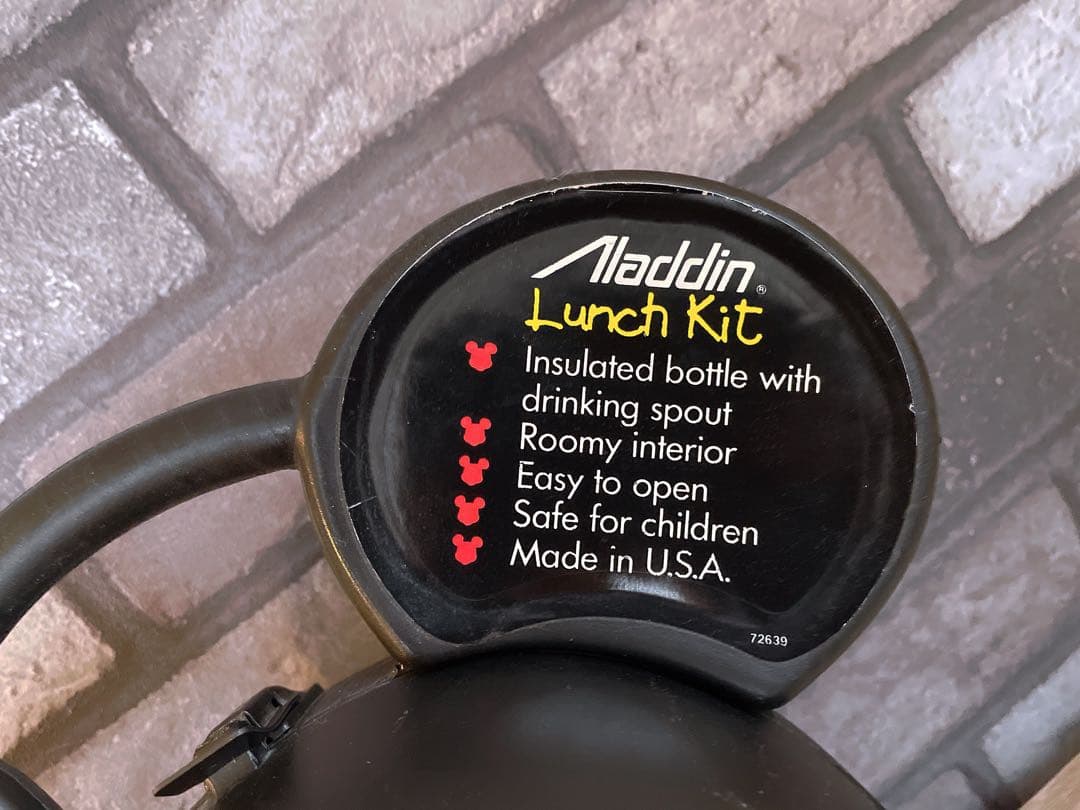 Aladdin®
Lunch Kit
Insulated bottle with
drinking spout
Roomy interior
Easy to open
Safe for children
Made in U.S.A.
72639